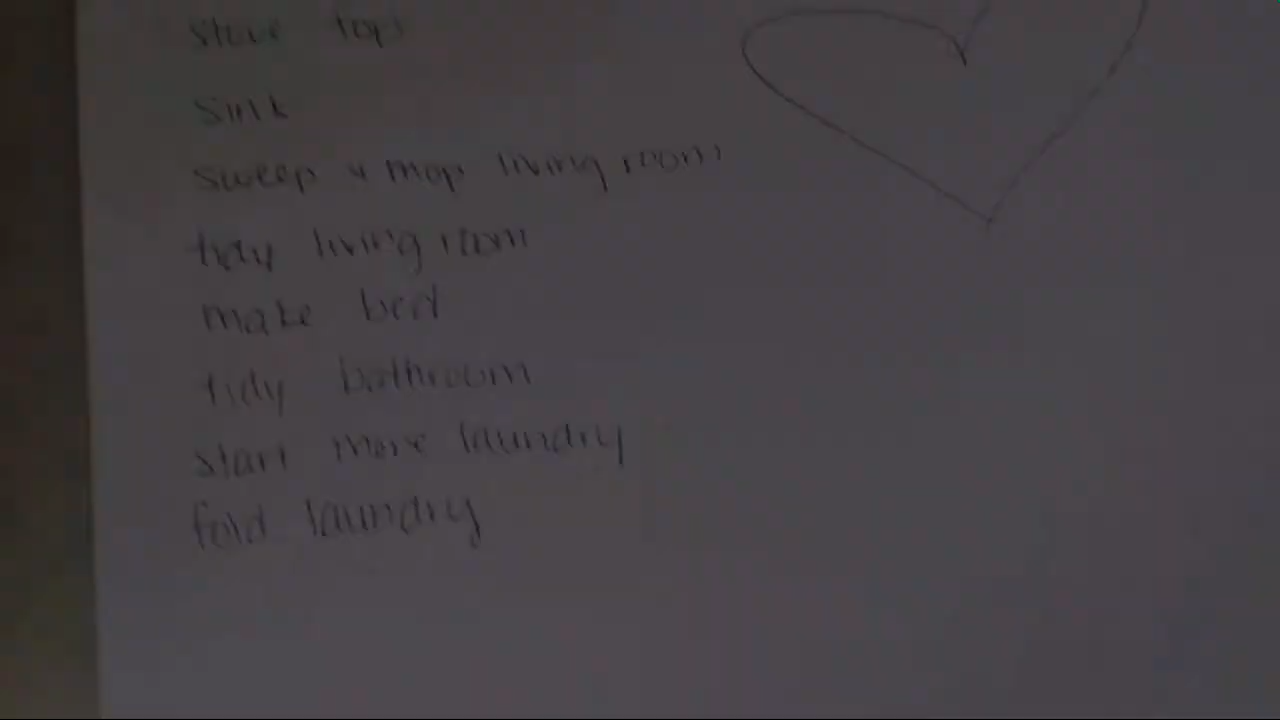 stove top
sink
sweep & mop living room
tidy living room
make bed
tidy bathroom
start more laundry
fold laundry